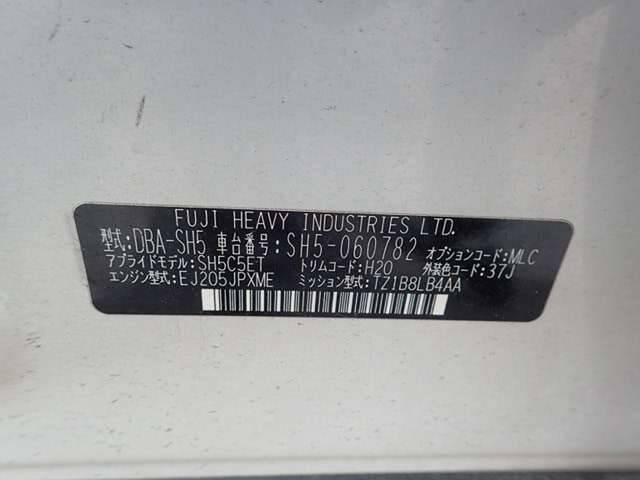 FUJI HEAVY INDUSTRIES LTD.
型式:DBA-SH5 車台番号:SH5-060782 オプションコード:MLC
アプライドモデル:SH5C5ET トリムコード:H20 外装色コード:37J
エンジン型式:EJ205JPXME ミッション型式:TZ1B8LB4AA